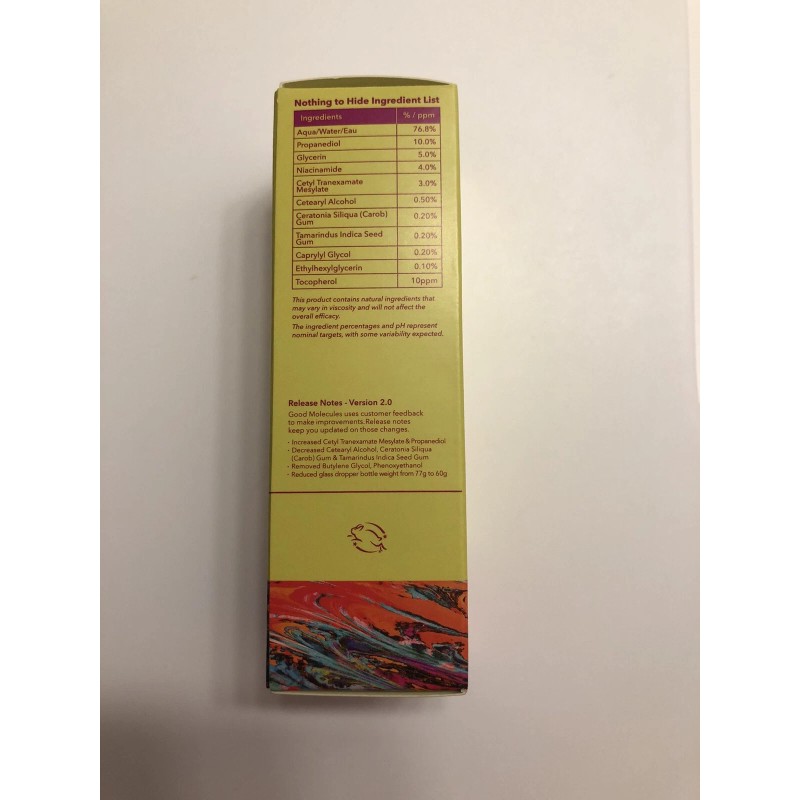 Nothing to Hide Ingredient List
Ingredients % / ppm
Aqua/Water/Eau 76.8%
Propanediol 10.0%
Glycerin 5.0%
Niacinamide 4.0%
Cetyl Tranexamate
Mesylate 3.0%
Cetearyl Alcohol 0.50%
Ceratonia Siliqua (Carob)
Gum 0.20%
Tamarindus Indica Seed
Gum 0.20%
Caprylyl Glycol 0.20%
Ethylhexylglycerin 0.10%
Tocopherol 10ppm
This product contains natural ingredients that
may vary in viscosity and will not affect the
overall efficacy.
The ingredient percentages and pH represent
nominal targets, with some variability expected.
Release Notes - Version 2.0
Good Molecules uses customer feedback
to make improvements.Release notes
keep you updated on those changes.
- Increased Cetyl Tranexamate Mesylate & Propanediol
- Decreased Cetearyl Alcohol, Ceratonia Siliqua
(Carob) Gum & Tamarindus Indica Seed Gum
- Removed Butylene Glycol, Phenoxyethanol
- Reduced glass dropper bottle weight from 77g to 60g